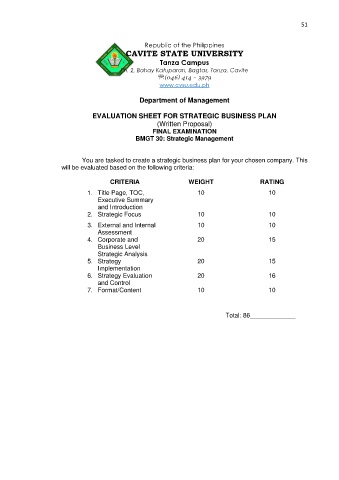 51
Republic of the Philippines
CAVITE STATE UNIVERSITY
Tanza Campus
2, Bahay Katuparan, Bagtas, Tanza, Cavite
☎(046) 414 - 3979
www.cvsu.edu.ph
Department of Management
EVALUATION SHEET FOR STRATEGIC BUSINESS PLAN
(Written Proposal)
FINAL EXAMINATION
BMGT 30: Strategic Management
You are tasked to create a strategic business plan for your chosen company. This
will be evaluated based on the following criteria:
CRITERIA WEIGHT RATING
1. Title Page, TOC, 10 10
Executive Summary
and Introduction
2. Strategic Focus 10 10
3. External and Internal 10 10
Assessment
4. Corporate and 20 15
Business Level
Strategic Analysis
5. Strategy 20 15
Implementation
6. Strategy Evaluation 20 16
and Control
7. Format/Content 10 10
Total: 86_____________